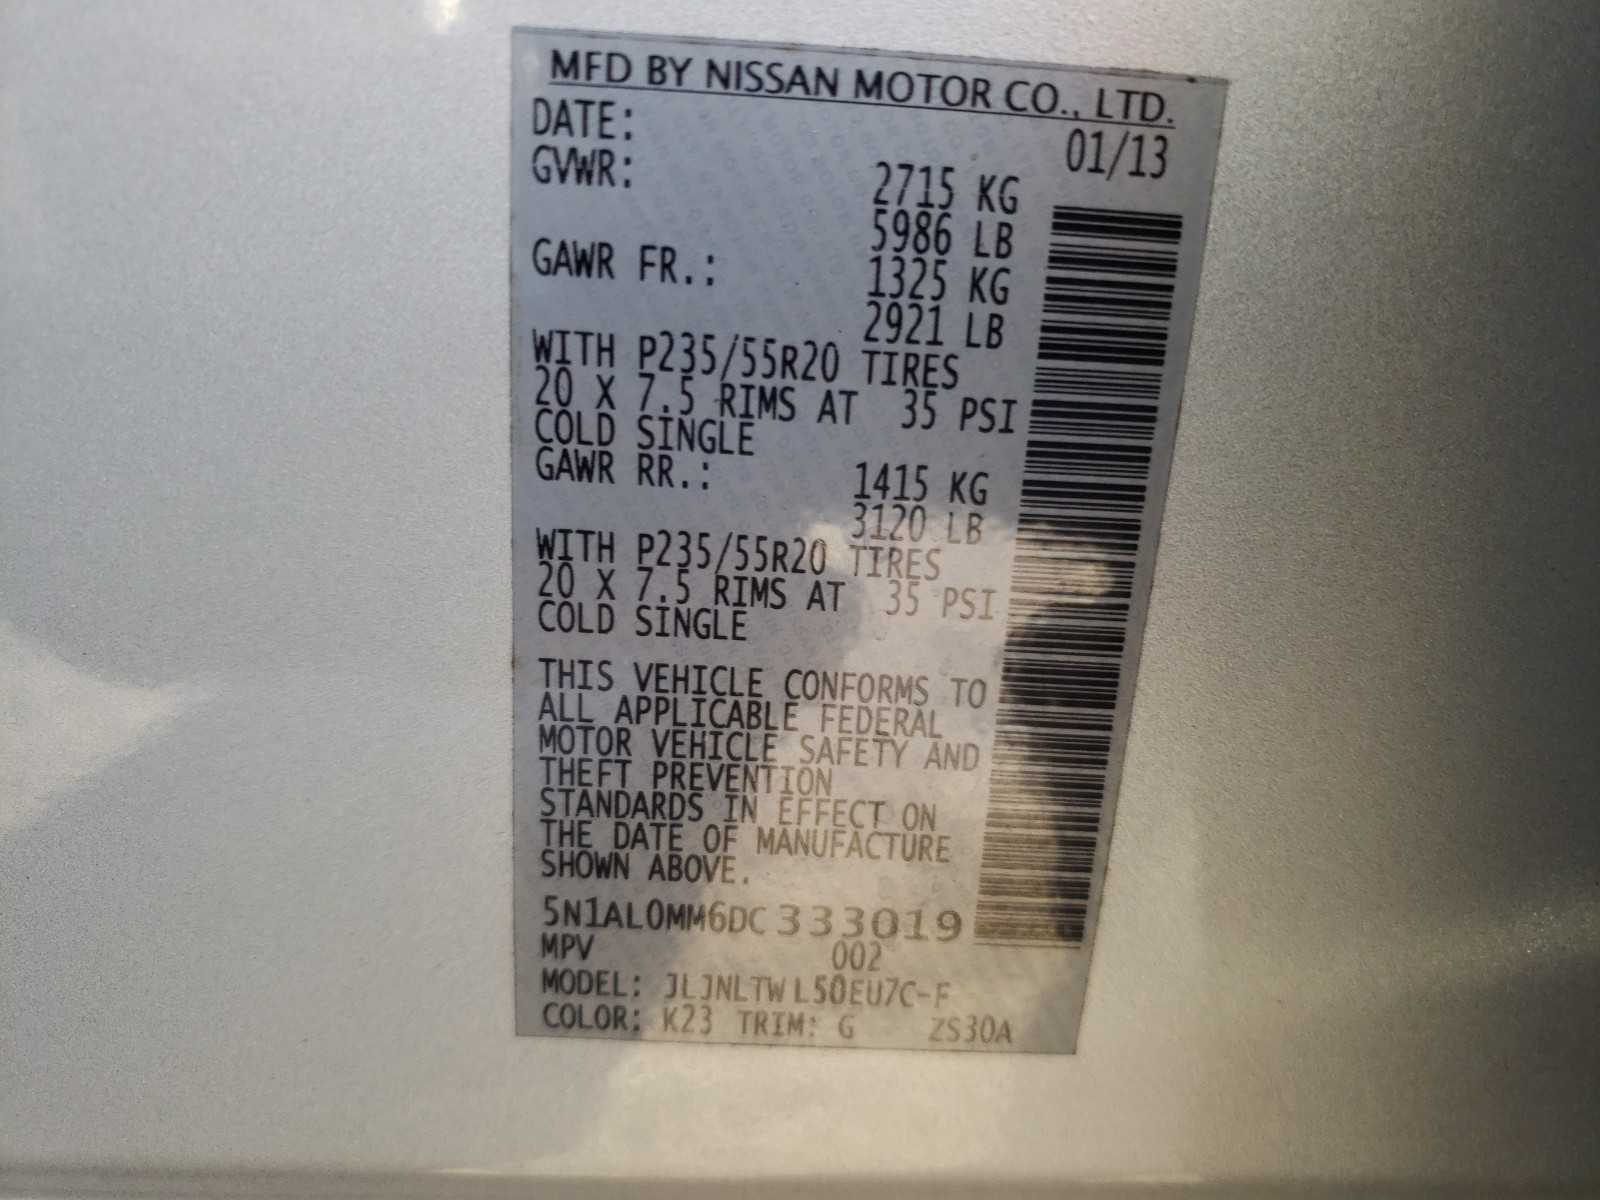 MFD BY NISSAN MOTOR CO., LTD.
DATE: 01/13
GVWR: 2715 KG
5986 LB
GAWR FR.: 1325 KG
2921 LB
WITH P235/55R20 TIRES
20 X 7.5 RIMS AT 35 PSI
COLD SINGLE
GAWR RR.: 1415 KG
3120 LB
WITH P235/55R20 TIRES
20 X 7.5 RIMS AT 35 PSI
COLD SINGLE
THIS VEHICLE CONFORMS TO
ALL APPLICABLE FEDERAL
MOTOR VEHICLE SAFETY AND
THEFT PREVENTION
STANDARDS IN EFFECT ON
THE DATE OF MANUFACTURE
SHOWN ABOVE.
5N1AL0MM6DC 333019
MPV 002
MODEL: JLJNLTW L50EU7C-F
COLOR: K23 TRIM: G ZS30A